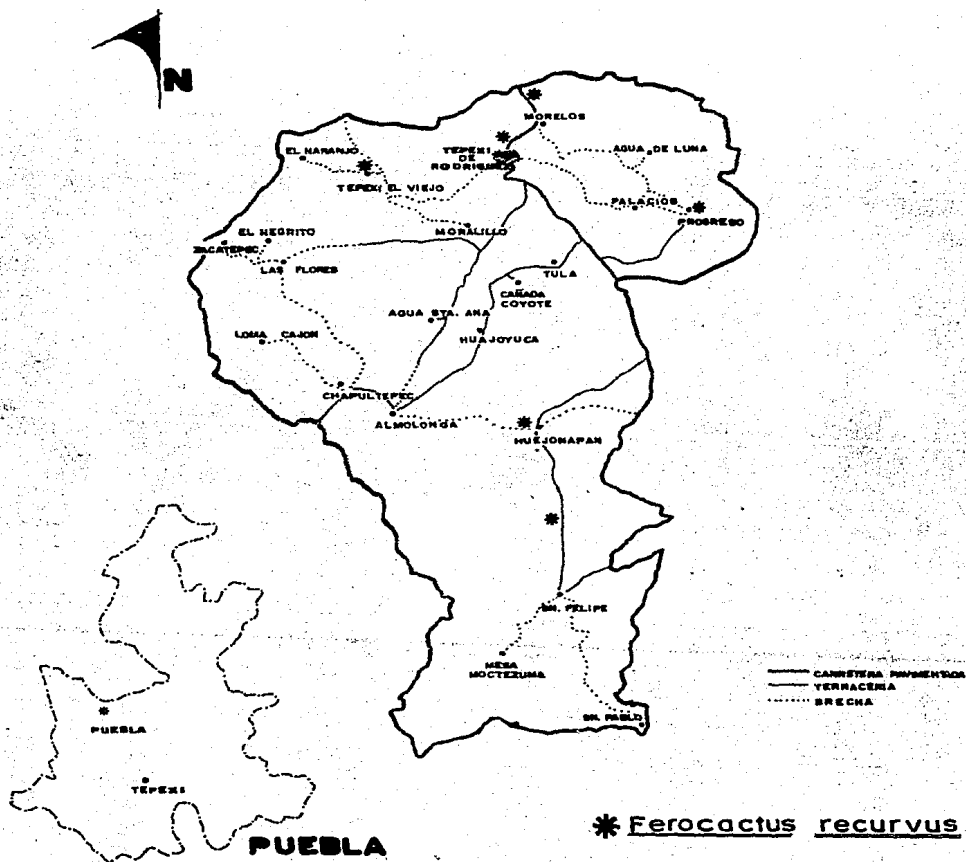 N
MORELOS
TEPEXI
DE
RODRIGUEZ
AGUA DE LUNA
EL NARANJO
TEPEXI EL VIEJO
PALACIOS
PROGRESO
MORALILLO
EL NEGRITO
ZACATEPEC
LAS FLORES
TULA
CAÑADA
COYOTE
AGUA STA. ANA
HUAJOYUCA
LOMA CAJON
CHAPULTEPEC
ALMOLONGA
HUEJONAPAN
SN. FELIPE
MESA
MOCTEZUMA
SN. PABLO
CARRETERA PAVIMENTADA
TERRACERIA
BRECHA
PUEBLA
TEPEXI
PUEBLA
Ferocactus recurvus